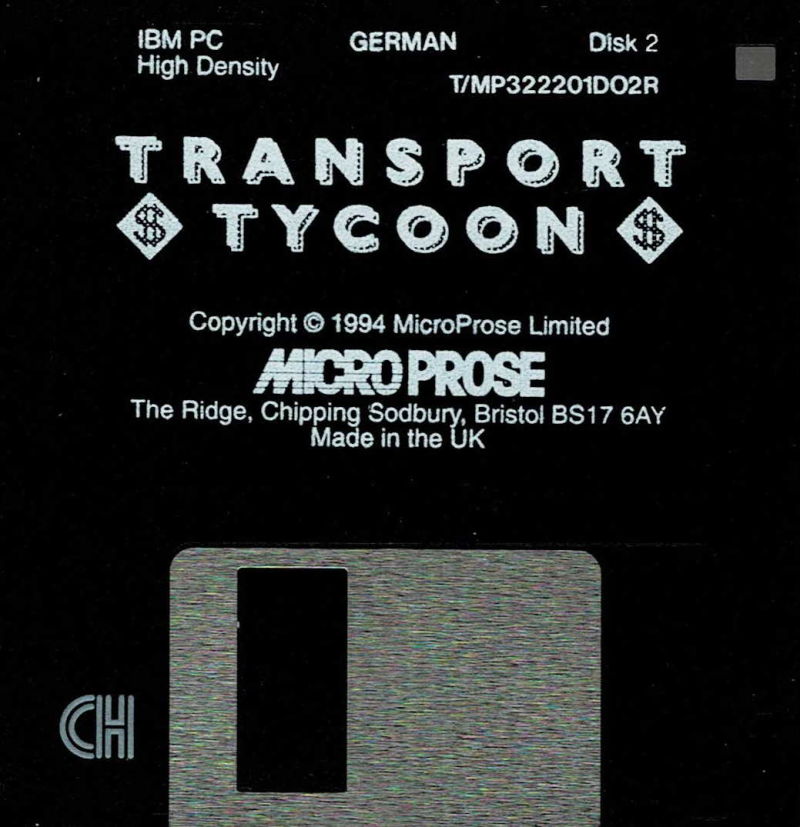 IBM PC GERMAN Disk 2
High Density
T/MP322201DO2R
TRANSPORT
$ TYCOON $
Copyright © 1994 MicroProse Limited
MICROPROSE
The Ridge, Chipping Sodbury, Bristol BS17 6AY
Made in the UK
CH